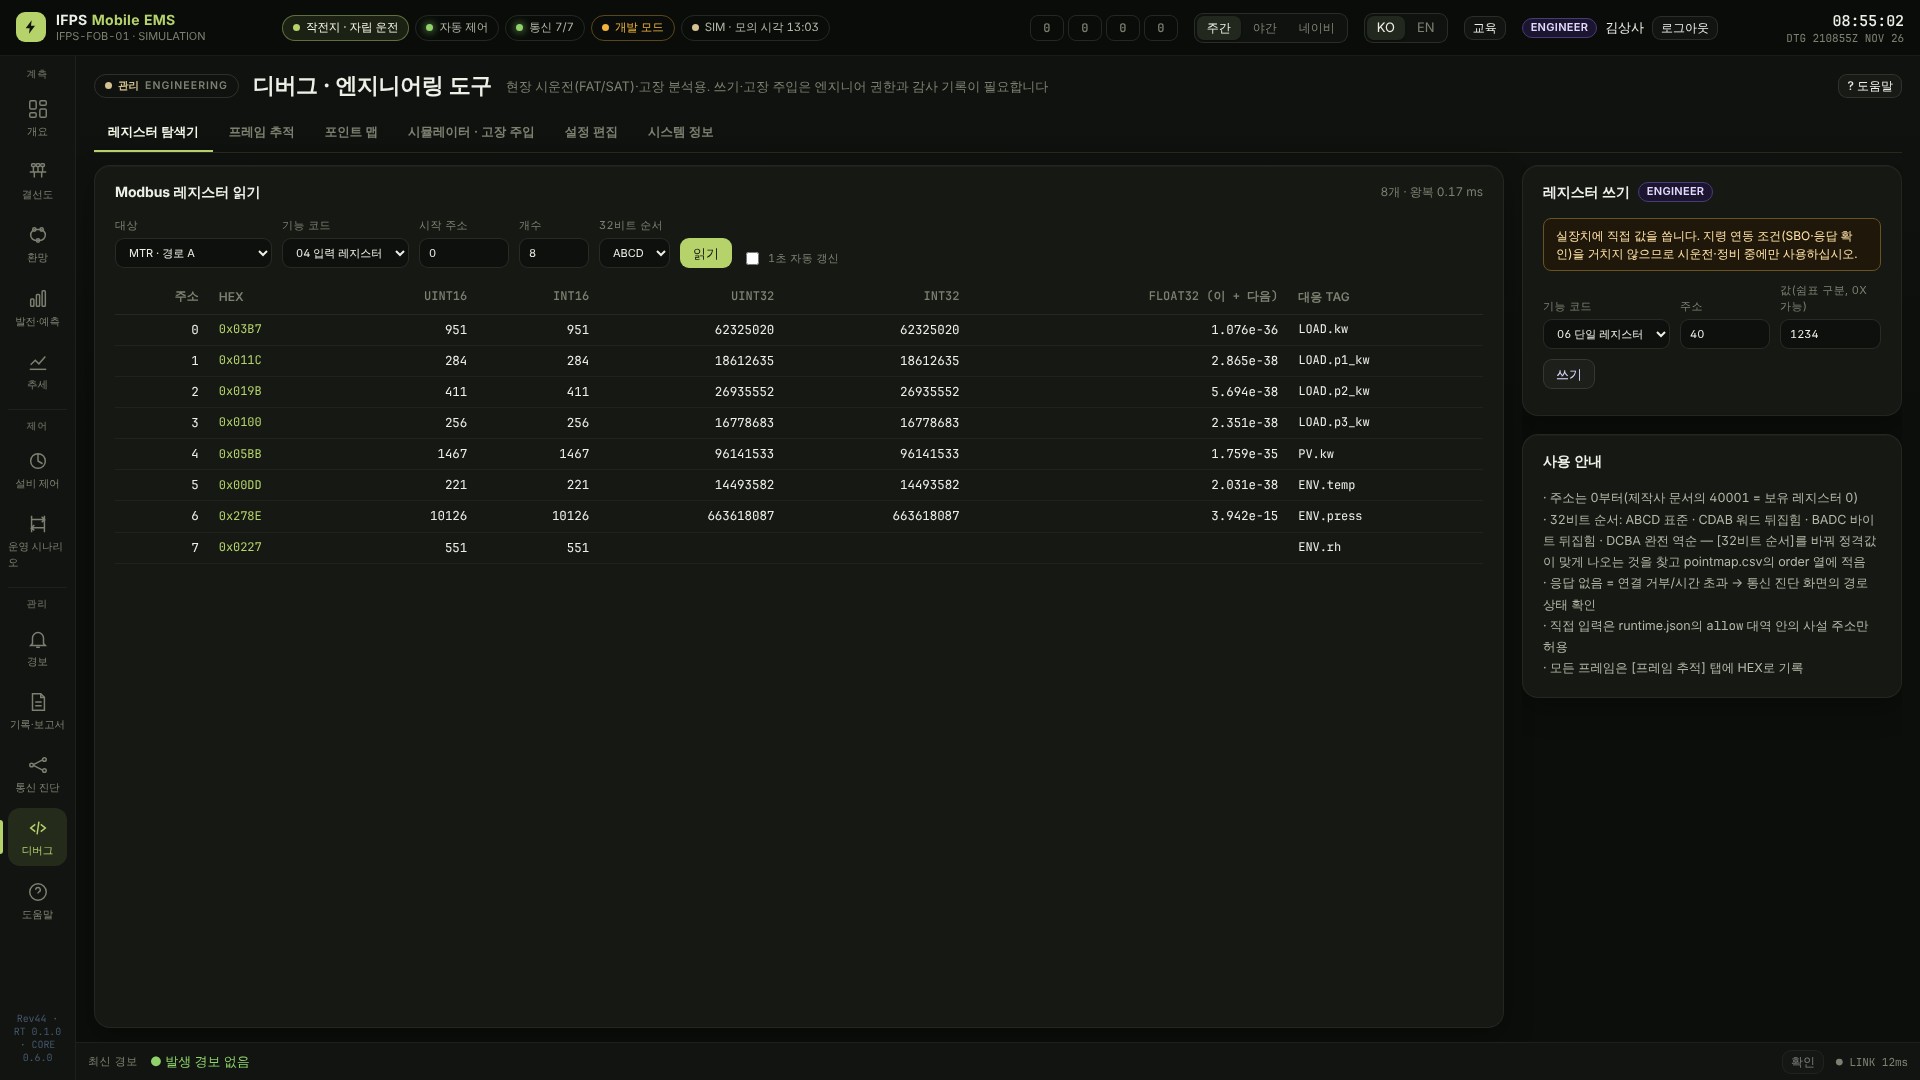 IFPS Mobile EMS
IFPS-FOB-01 · SIMULATION
작전지 · 자립 운전
자동 제어
통신 7/7
개발 모드
SIM · 모의 시각 13:03
0 0 0 0
주간 야간 네이비
KO EN
교육
ENGINEER 김상사 로그아웃
08:55:02
DTG 210855Z NOV 26
계측
개요
결선도
환망
발전·예측
추세
제어
설비 제어
운영 시나리
오
관리
경보
기록·보고서
통신 진단
디버그
도움말
Rev44 ·
RT 0.1.0
· CORE
0.6.0
관리 ENGINEERING
디버그 · 엔지니어링 도구
현장 시운전(FAT/SAT)·고장 분석용. 쓰기·고장 주입은 엔지니어 권한과 감사 기록이 필요합니다
? 도움말
레지스터 탐색기 프레임 추적 포인트 맵 시뮬레이터 · 고장 주입 설정 편집 시스템 정보
Modbus 레지스터 읽기
8개 · 왕복 0.17 ms
대상 기능 코드 시작 주소 개수 32비트 순서
MTR · 경로 A 04 입력 레지스터 0 8 ABCD 읽기 1초 자동 갱신
주소 HEX UINT16 INT16 UINT32 INT32 FLOAT32 (이 + 다음) 대응 TAG
0 0x03B7 951 951 62325020 62325020 1.076e-36 LOAD.kw
1 0x011C 284 284 18612635 18612635 2.865e-38 LOAD.p1_kw
2 0x019B 411 411 26935552 26935552 5.694e-38 LOAD.p2_kw
3 0x0100 256 256 16778683 16778683 2.351e-38 LOAD.p3_kw
4 0x05BB 1467 1467 96141533 96141533 1.759e-35 PV.kw
5 0x00DD 221 221 14493582 14493582 2.031e-38 ENV.temp
6 0x278E 10126 10126 663618087 663618087 3.942e-15 ENV.press
7 0x0227 551 551 ENV.rh
레지스터 쓰기 ENGINEER
실장치에 직접 값을 씁니다. 지령 연동 조건(SBO·응답 확
인)을 거치지 않으므로 시운전·정비 중에만 사용하십시오.
기능 코드 주소 값(쉼표 구분, 0X
가능)
06 단일 레지스터 40 1234
쓰기
사용 안내
· 주소는 0부터(제작사 문서의 40001 = 보유 레지스터 0)
· 32비트 순서: ABCD 표준 · CDAB 워드 뒤집힘 · BADC 바이
트 뒤집힘 · DCBA 완전 역순 — [32비트 순서]를 바꿔 정격값
이 맞게 나오는 것을 찾고 pointmap.csv의 order 열에 적음
· 응답 없음 = 연결 거부/시간 초과 → 통신 진단 화면의 경로
상태 확인
· 직접 입력은 runtime.json의 allow 대역 안의 사설 주소만
허용
· 모든 프레임은 [프레임 추적] 탭에 HEX로 기록
최신 경보 발생 경보 없음
확인 LINK 12ms